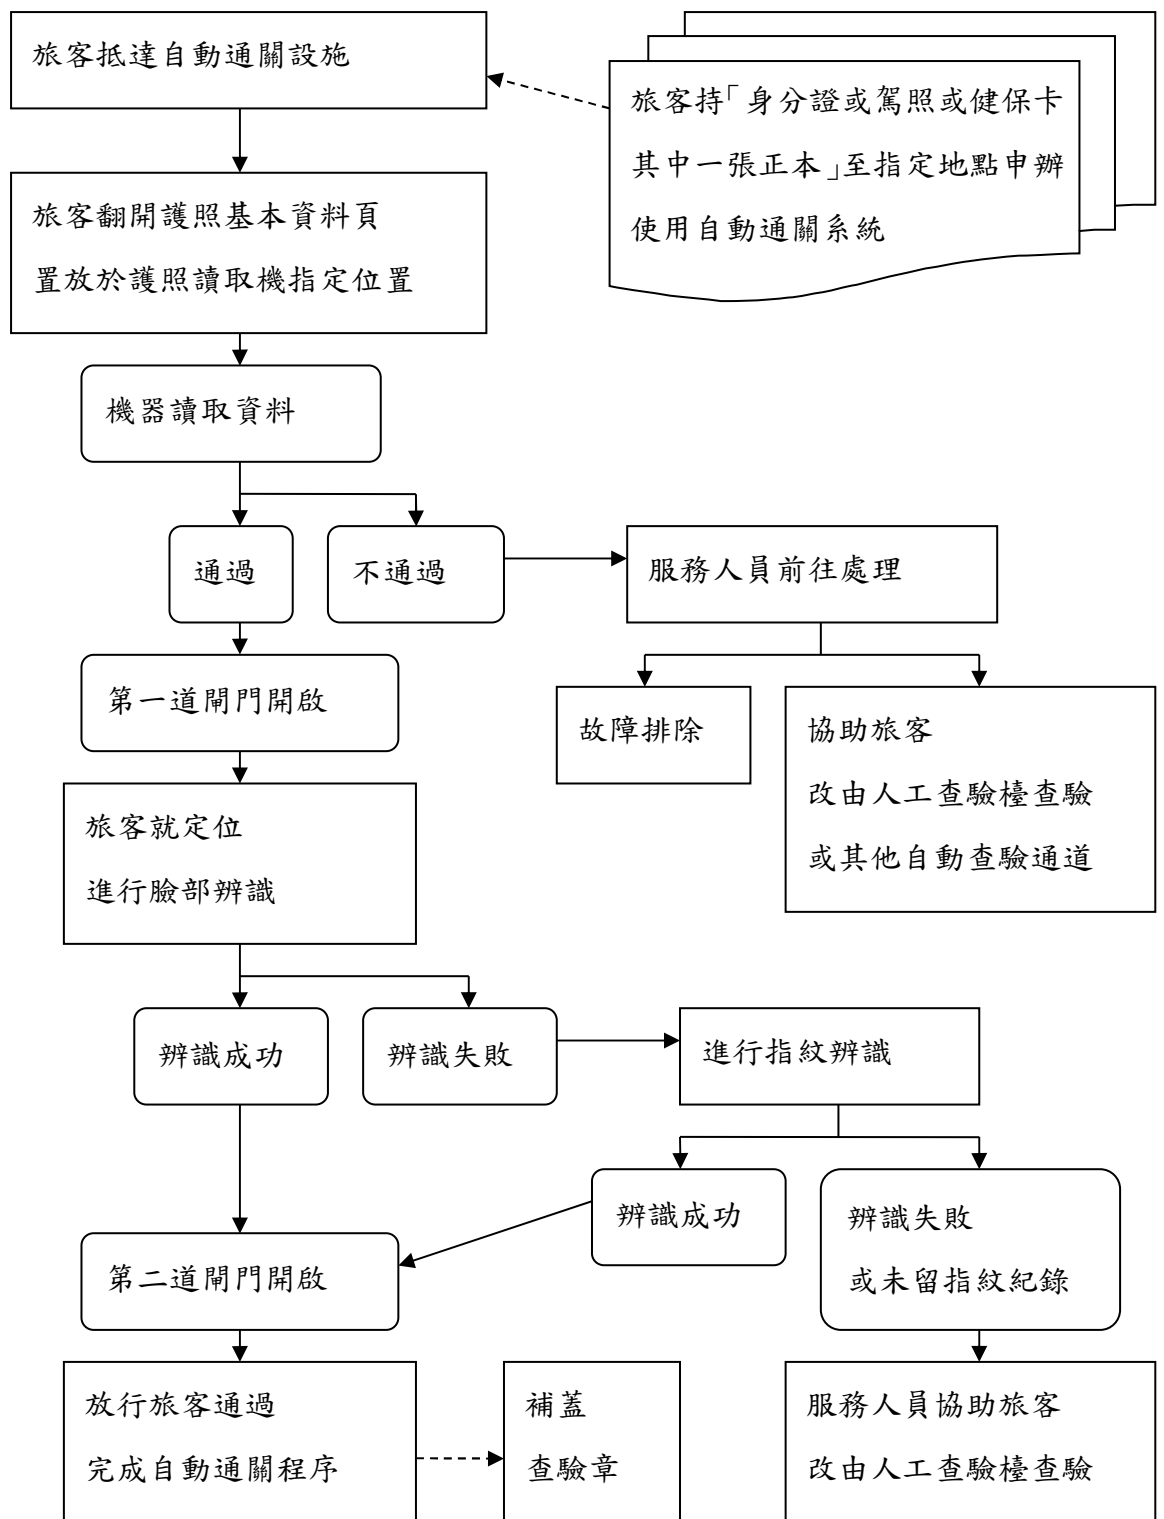 旅客抵達自動通關設施
旅客持「身分證或駕照或健保卡
其中一張正本」至指定地點申辦
使用自動通關系統
旅客翻開護照基本資料頁
置放於護照讀取機指定位置
機器讀取資料
通過
不通過
服務人員前往處理
第一道閘門開啟
故障排除
協助旅客
改由人工查驗檯查驗
或其他自動查驗通道
旅客就定位
進行臉部辨識
辨識成功
辨識失敗
進行指紋辨識
辨識成功
辨識失敗
或未留指紋紀錄
第二道閘門開啟
放行旅客通過
完成自動通關程序
補蓋
查驗章
服務人員協助旅客
改由人工查驗檯查驗